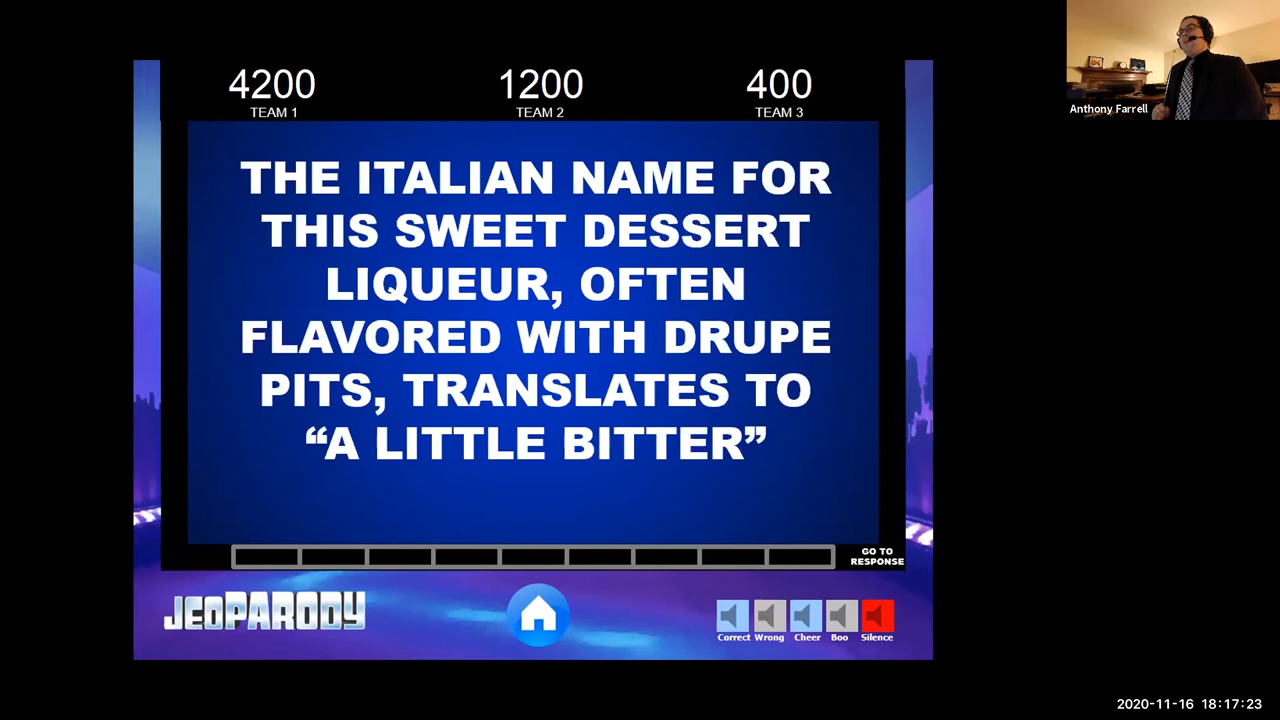 4200 1200 400
TEAM 1 TEAM 2 TEAM 3
THE ITALIAN NAME FOR
THIS SWEET DESSERT
LIQUEUR, OFTEN
FLAVORED WITH DRUPE
PITS, TRANSLATES TO
“A LITTLE BITTER”
GO TO
RESPONSE
JEOPARODY
Correct Wrong Cheer Boo Silence
Anthony Farrell
2020-11-16 18:17:23